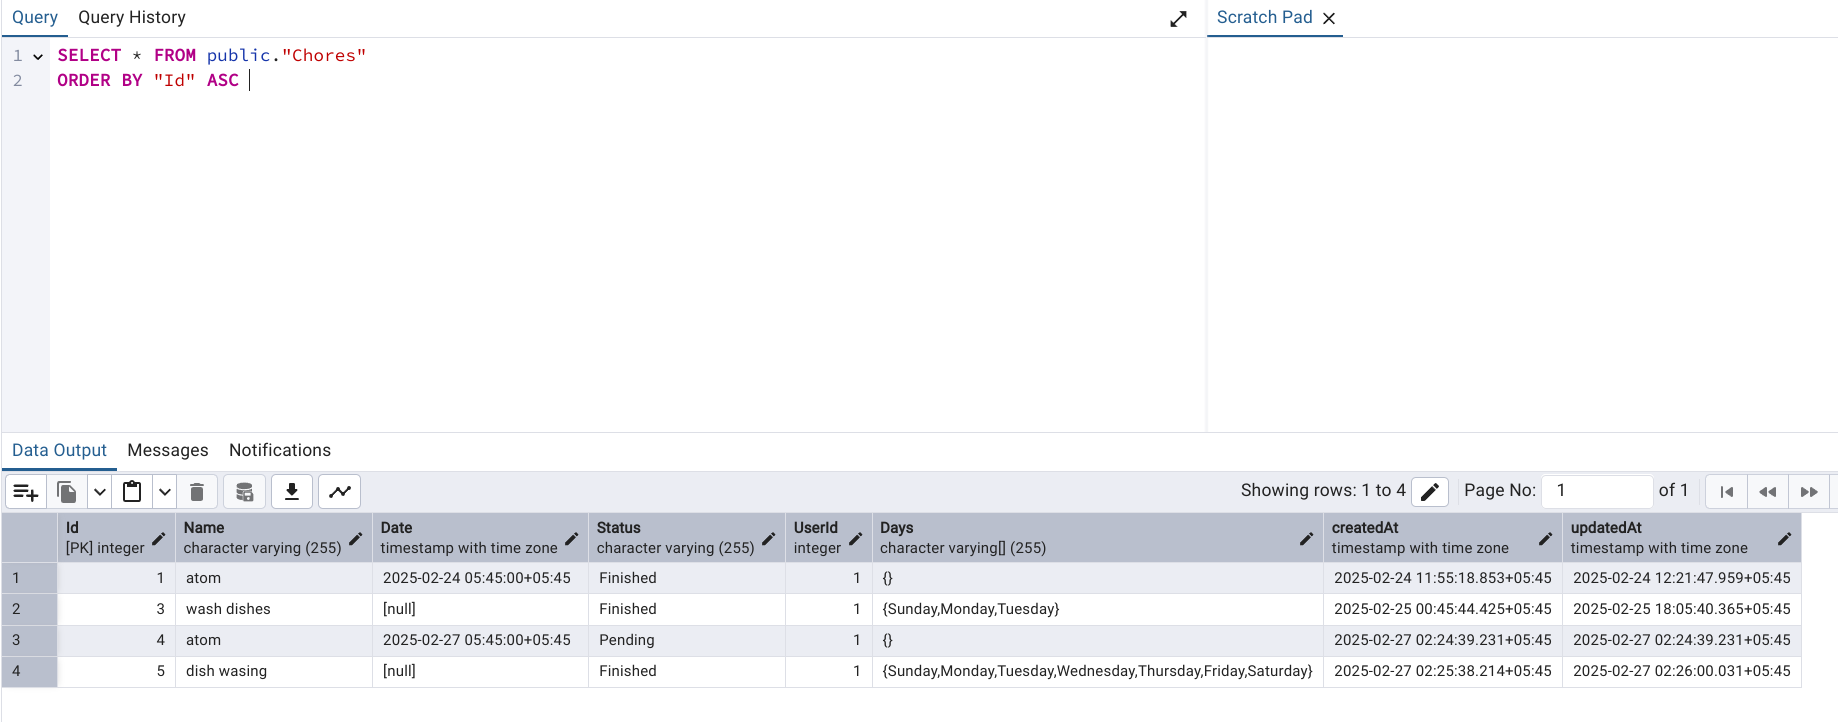 Query Query History Scratch Pad
1 SELECT * FROM public."Chores"
2 ORDER BY "Id" ASC
Data Output Messages Notifications
Showing rows: 1 to 4 Page No: 1 of 1
Id Name Date Status UserId Days createdAt updatedAt
[PK] integer character varying (255) timestamp with time zone character varying (255) integer character varying[] (255) timestamp with time zone timestamp with time zone
1 1 atom 2025-02-24 05:45:00+05:45 Finished 1 {} 2025-02-24 11:55:18.853+05:45 2025-02-24 12:21:47.959+05:45
2 3 wash dishes [null] Finished 1 {Sunday,Monday,Tuesday} 2025-02-25 00:45:44.425+05:45 2025-02-25 18:05:40.365+05:45
3 4 atom 2025-02-27 05:45:00+05:45 Pending 1 {} 2025-02-27 02:24:39.231+05:45 2025-02-27 02:24:39.231+05:45
4 5 dish wasing [null] Finished 1 {Sunday,Monday,Tuesday,Wednesday,Thursday,Friday,Saturday} 2025-02-27 02:25:38.214+05:45 2025-02-27 02:26:00.031+05:45